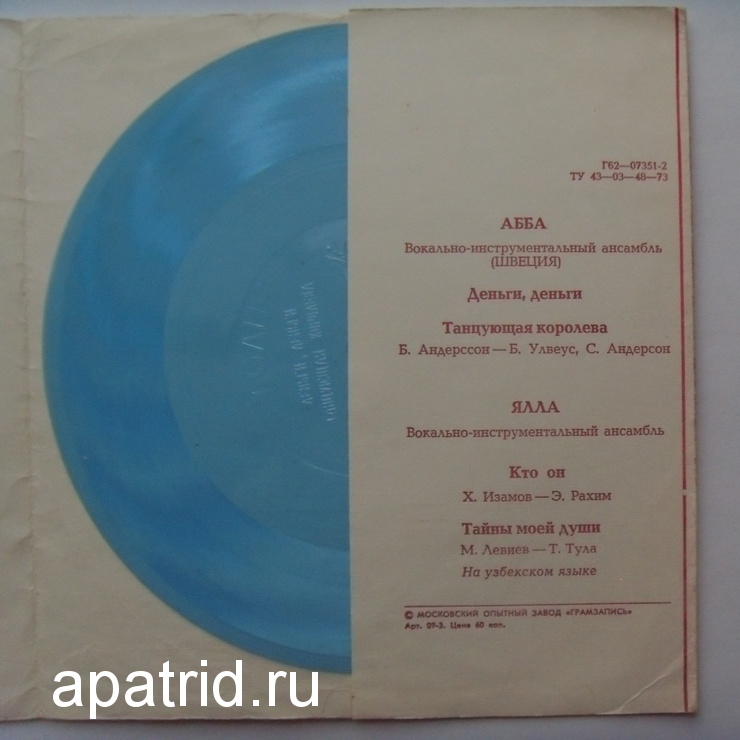 Г62—07351-2
ТУ 43—03—48—73
АББА
Вокально-инструментальный ансамбль
(ШВЕЦИЯ)
Деньги, деньги
Танцующая королева
Б. Андерссон — Б. Улвеус, С. Андерсон
ЯЛЛА
Вокально-инструментальный ансамбль
Кто он
Х. Изамов — Э. Рахим
Тайны моей души
М. Левиев — Т. Тула
На узбекском языке
© МОСКОВСКИЙ ОПЫТНЫЙ ЗАВОД «ГРАМЗАПИСЬ»
Арт. 09-3. Цена 60 коп.
apatrid.ru